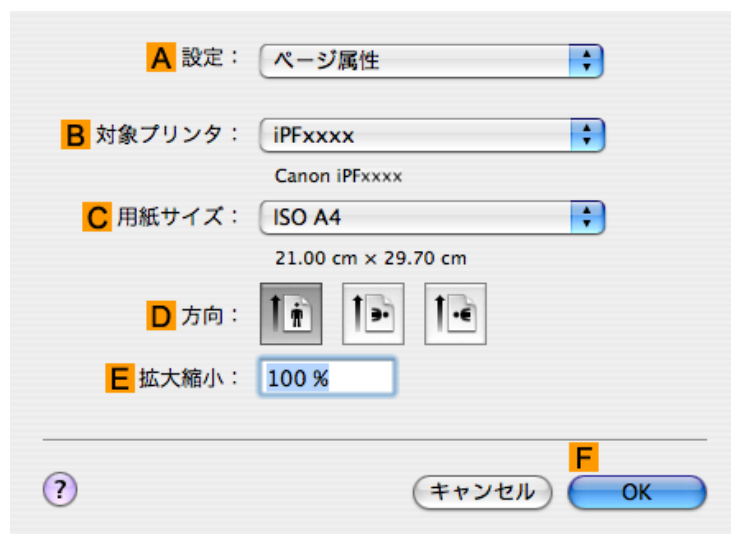 A 設定： ページ属性
B 対象プリンタ： iPFxxxx
Canon iPFxxxx
C 用紙サイズ： ISO A4
21.00 cm × 29.70 cm
D 方向：
E 拡大縮小： 100 %
F
? キャンセル OK